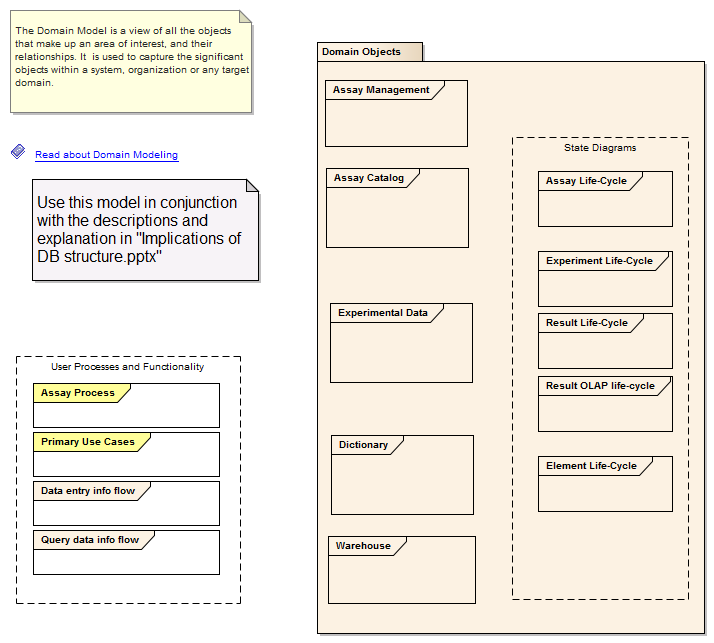 The Domain Model is a view of all the objects
that make up an area of interest, and their
relationships. It  is used to capture the significant
objects within a system, organization or any target
domain.
Read about Domain Modeling
Use this model in conjunction
with the descriptions and
explanation in "Implications of
DB structure.pptx"
User Processes and Functionality
Assay Process
Primary Use Cases
Data entry info flow
Query data info flow
Domain Objects
Assay Management
Assay Catalog
Experimental Data
Dictionary
Warehouse
State Diagrams
Assay Life-Cycle
Experiment Life-Cycle
Result Life-Cycle
Result OLAP life-cycle
Element Life-Cycle